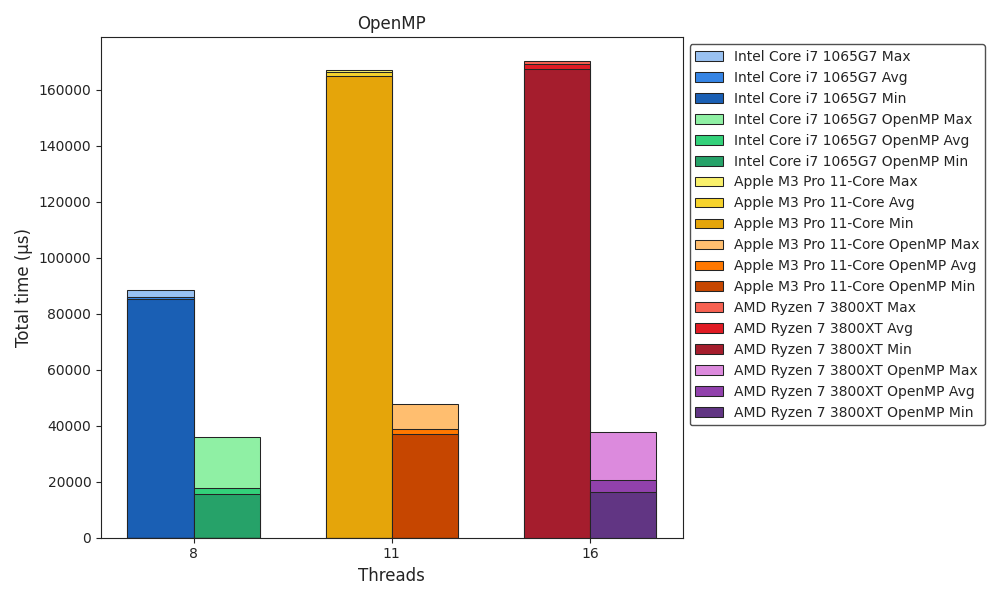 OpenMP
Total time (μs)
160000
140000
120000
100000
80000
60000
40000
20000
0
8
11
16
Threads
Intel Core i7 1065G7 Max
Intel Core i7 1065G7 Avg
Intel Core i7 1065G7 Min
Intel Core i7 1065G7 OpenMP Max
Intel Core i7 1065G7 OpenMP Avg
Intel Core i7 1065G7 OpenMP Min
Apple M3 Pro 11-Core Max
Apple M3 Pro 11-Core Avg
Apple M3 Pro 11-Core Min
Apple M3 Pro 11-Core OpenMP Max
Apple M3 Pro 11-Core OpenMP Avg
Apple M3 Pro 11-Core OpenMP Min
AMD Ryzen 7 3800XT Max
AMD Ryzen 7 3800XT Avg
AMD Ryzen 7 3800XT Min
AMD Ryzen 7 3800XT OpenMP Max
AMD Ryzen 7 3800XT OpenMP Avg
AMD Ryzen 7 3800XT OpenMP Min